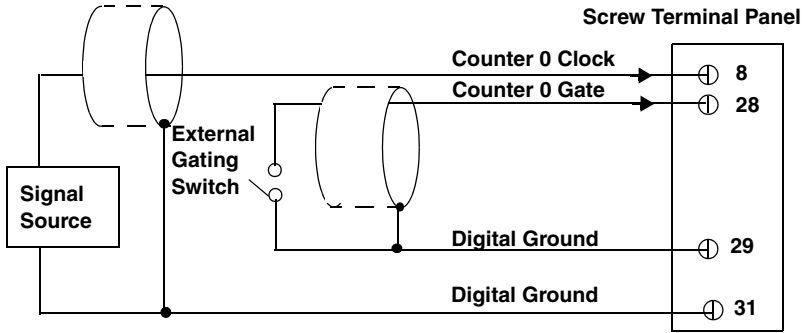 Screw Terminal Panel
Counter 0 Clock
8
Counter 0 Gate
28
External
Gating
Switch
Signal
Source
Digital Ground
29
Digital Ground
31